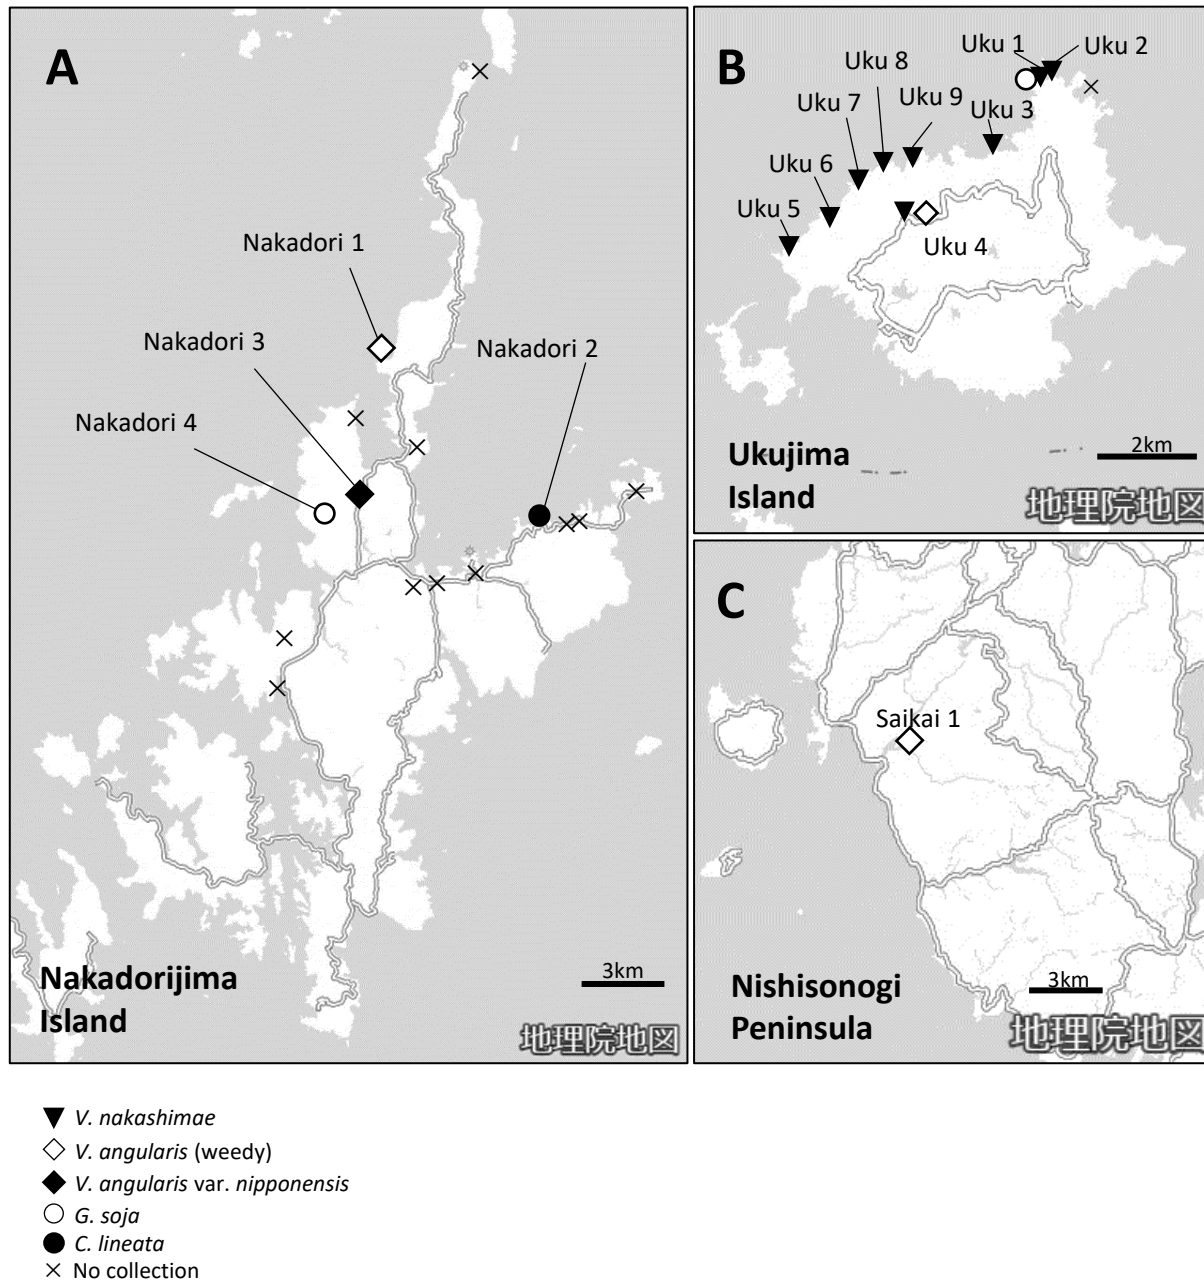 A
Nakadori 1
Nakadori 3
Nakadori 2
Nakadori 4
Nakadorijima
Island
3km
地理院地図
B
Uku 1
Uku 2
Uku 8
Uku 9
Uku 7
Uku 3
Uku 6
Uku 5
Uku 4
Ukujima
Island
2km
地理院地図
C
Saikai 1
Nishisonogi
Peninsula
3km
地理院地図
V. nakashimae
V. angularis (weedy)
V. angularis var. nipponensis
G. soja
C. lineata
No collection